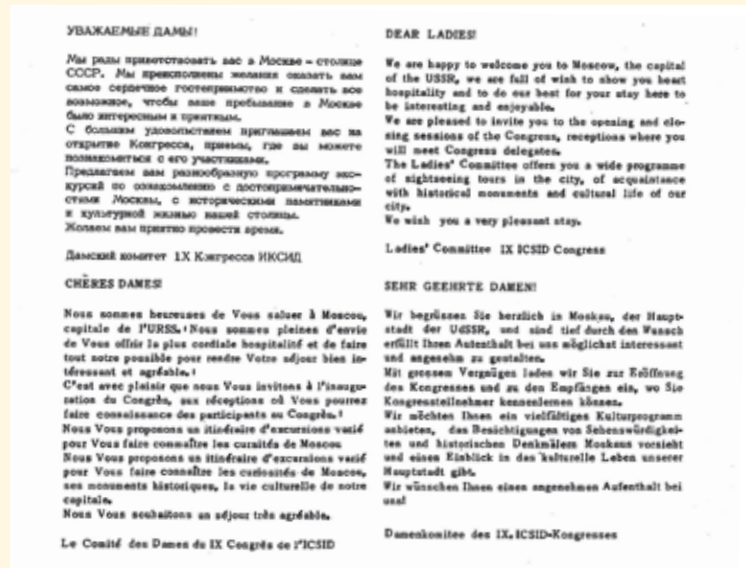 УВАЖАЕМЫЕ ДАМЫ!
Мы рады приветствовать вас в Москве – столице
СССР. Мы преисполнены желания оказать вам
самое сердечное гостеприимство и сделать все
возможное, чтобы ваше пребывание в Москве
было интересным и приятным.
С большим удовольствием приглашаем вас на
открытие Конгресса, приемы, где вы можете
познакомиться с его участниками.
Предлагаем вам разнообразную программу экс-
курсий по ознакомлению с достопримечательно-
стями Москвы, с историческими памятниками
и культурной жизнью нашей столицы.
Желаем вам приятно провести время.
Дамский комитет 1X Конгресса ИКСИД
DEAR LADIES!
We are happy to welcome you to Moscow, the capital
of the USSR, we are full of wish to show you heart
hospitality and to do our best for your stay here to
be interesting and enjoyable.
We are pleased to invite you to the opening and clo-
sing sessions of the Congress, receptions where you
will meet Congress delegates.
The Ladies' Committee offers you a wide programme
of sightseeing tours in the city, of acquaintance
with historical monuments and cultural life of our
city.
We wish you a very pleasant stay.
Ladies' Committee IX ICSID Congress
CHÈRES DAMES!
Nous sommes heureuses de Vous saluer à Moscou,
capitale de l'URSS. Nous sommes pleines d'envie
de Vous offrir la plus cordiale hospitalité et de faire
tout notre possible pour rendre Votre séjour bien in-
téressant et agréable.
C'est avec plaisir que nous Vous invitons à l'inaugu-
ration du Congrès, aux réceptions où Vous pourrez
faire connaissance des participants au Congrès.
Nous Vous proposons un itinéraire d'excursions varié
pour Vous faire connaître les curaités de Moscou
Nous Vous proposons un itinéraire d'excursions varié
pour Vous faire connaître les curiosités de Moscou,
ses monuments historiques, la vie culturelle de notre
capitale.
Nous Vous souhaitons un séjour très agréable.
Le Comité des Dames du IX Congrès de l'ICSID
SEHR GEEHRTE DAMEN!
Wir begrüssen Sie herzlich in Moskau, der Haupt-
stadt der UdSSR, und sind tief durch den Wunsch
erfüllt Ihren Aufenthalt bei uns möglichst interessant
und angenehm zu gestalten.
Mit grossem Vergnügen laden wir Sie zur Eröffnung
des Kongresses und zu den Empfängen ein, wo Sie
Kongressteilnehmer kennenlernen können.
Wir möchten Ihnen ein vielfältiges Kulturprogramm
anbieten, das Besichtigungen von Sehenswürdigkei-
ten und historischen Denkmälern Moskaus vorsieht
und einen Einblick in das kulturelle Leben unserer
Hauptstadt gibt.
Wir wünschen Ihnen einen angenehmen Aufenthalt bei
uns!
Damenkomitee des IX. ICSID-Kongresses